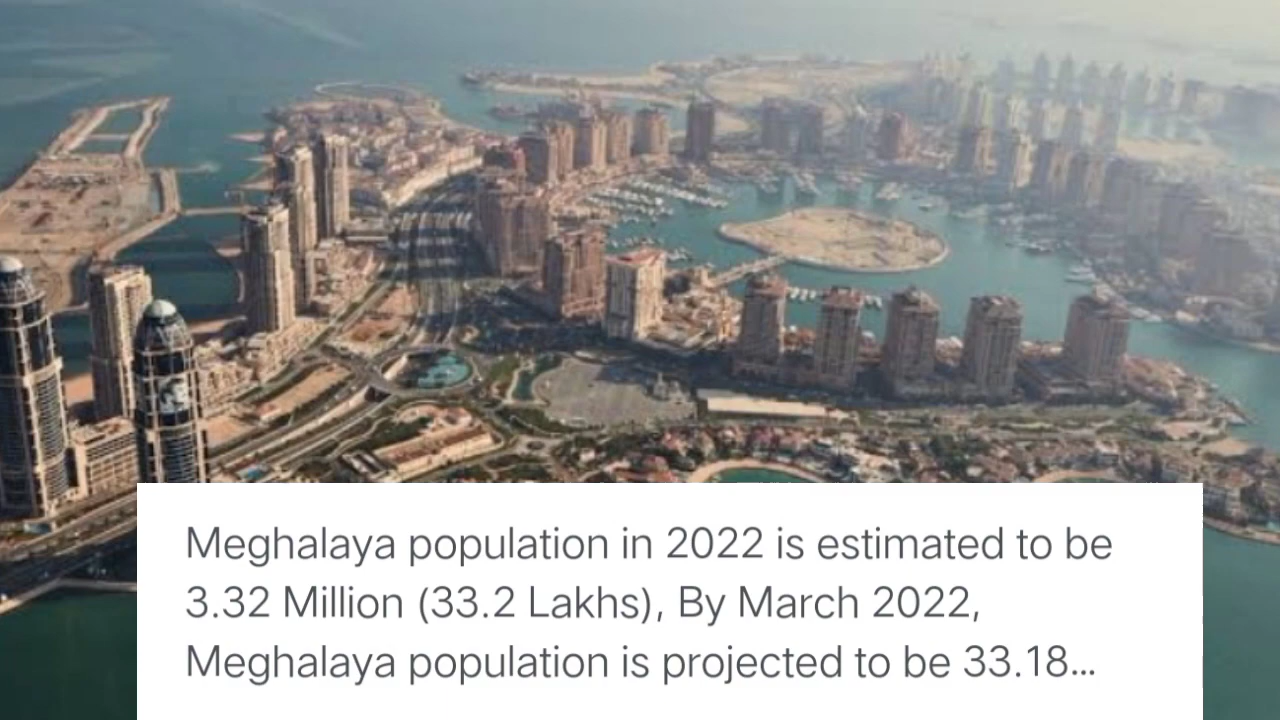 Meghalaya population in 2022 is estimated to be
3.32 Million (33.2 Lakhs), By March 2022,
Meghalaya population is projected to be 33.18...